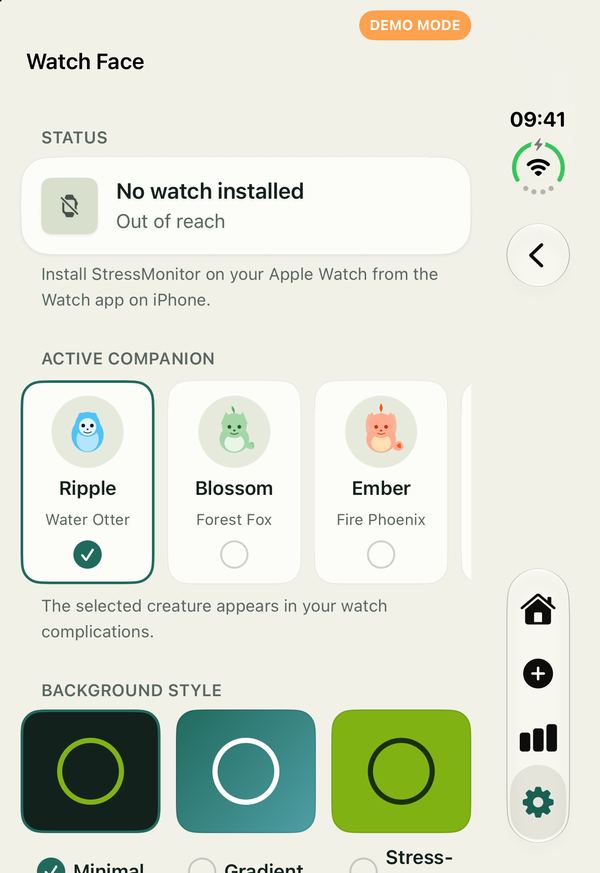 DEMO MODE
Watch Face
09:41
STATUS
No watch installed
Out of reach
Install StressMonitor on your Apple Watch from the
Watch app on iPhone.
ACTIVE COMPANION
Ripple
Water Otter
Blossom
Forest Fox
Ember
Fire Phoenix
The selected creature appears in your watch
complications.
BACKGROUND STYLE
Minimal
Gradient
Stress-